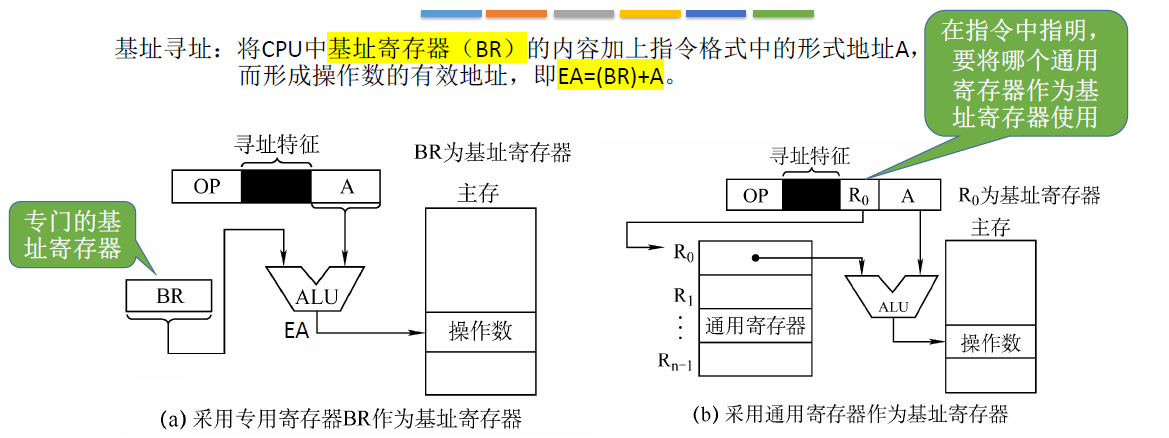 基址寻址：将CPU中基址寄存器（BR）的内容加上指令格式中的形式地址A，
而形成操作数的有效地址，即EA=(BR)+A。
在指令中指明，
要将哪个通用
寄存器作为基
址寄存器使用
寻址特征
OP
A
BR为基址寄存器
主存
专门的基
址寄存器
BR
ALU
EA
操作数
(a) 采用专用寄存器BR作为基址寄存器
寻址特征
OP
R0
A
R0为基址寄存器
主存
R0
R1
⋮
Rn-1
通用寄存器
ALU
操作数
(b) 采用通用寄存器作为基址寄存器